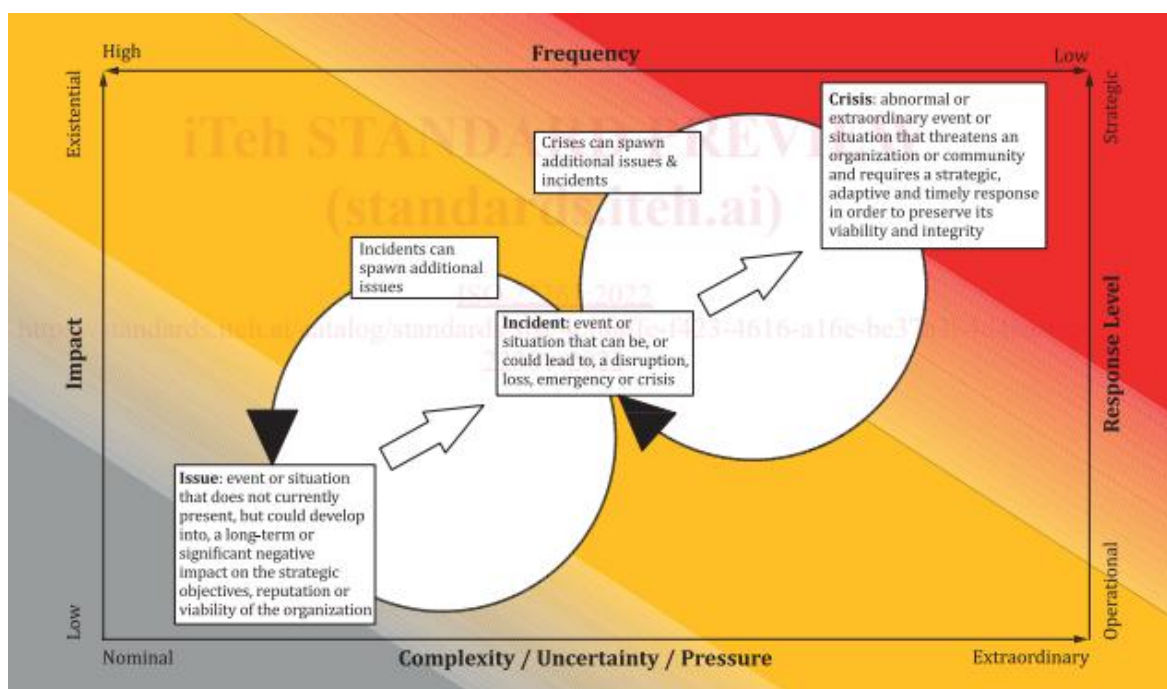 High
Frequency
Low
Existential
Strategic
Crisis: abnormal or
extraordinary event or
situation that threatens an
organization or community
and requires a strategic,
adaptive and timely response
in order to preserve its
viability and integrity
iTeh STANDARD PREVIEW
(standards.iteh.ai)
Crises can spawn
additional issues &
incidents
Incidents can
spawn additional
issues
Incident: event or
situation that can be, or
could lead to, a disruption,
loss, emergency or crisis
Impact
Response Level
Issue: event or situation
that does not currently
present, but could develop
into, a long-term or
significant negative
impact on the strategic
objectives, reputation or
viability of the organization
Low
Operational
Nominal
Complexity / Uncertainty / Pressure
Extraordinary